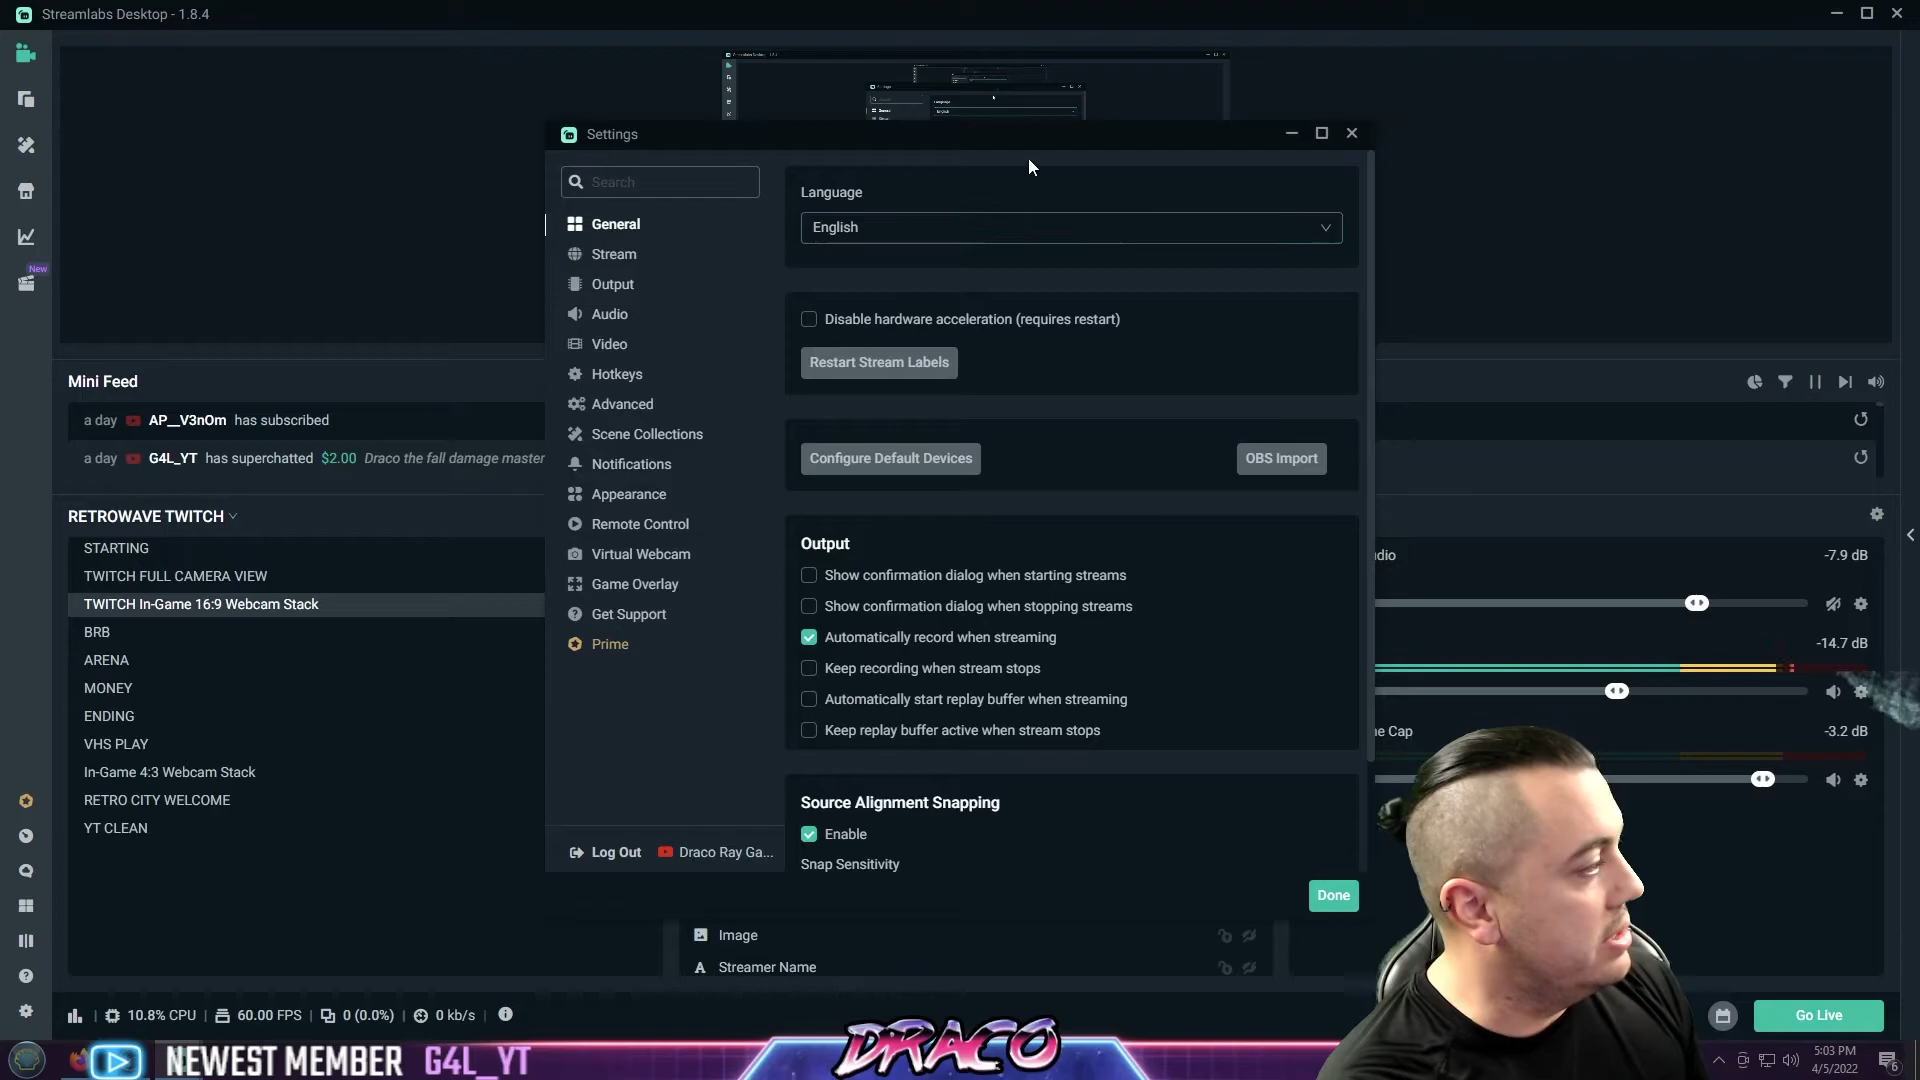 Streamlabs Desktop - 1.8.4
New
Mini Feed
a day AP__V3nOm has subscribed
a day G4L_YT has superchatted $2.00 Draco the fall damage master
RETROWAVE TWITCH
STARTING
TWITCH FULL CAMERA VIEW
TWITCH In-Game 16:9 Webcam Stack
BRB
ARENA
MONEY
ENDING
VHS PLAY
In-Game 4:3 Webcam Stack
RETRO CITY WELCOME
YT CLEAN
Settings
Search
General
Stream
Output
Audio
Video
Hotkeys
Advanced
Scene Collections
Notifications
Appearance
Remote Control
Virtual Webcam
Game Overlay
Get Support
Prime
Log Out Draco Ray Ga...
Language
English
Disable hardware acceleration (requires restart)
Restart Stream Labels
Configure Default Devices
OBS Import
Output
Show confirmation dialog when starting streams
Show confirmation dialog when stopping streams
Automatically record when streaming
Keep recording when stream stops
Automatically start replay buffer when streaming
Keep replay buffer active when stream stops
Source Alignment Snapping
Enable
Snap Sensitivity
Done
dio
-7.9 dB
-14.7 dB
e Cap
-3.2 dB
Image
Streamer Name
10.8% CPU
60.00 FPS
0 (0.0%)
0 kb/s
Go Live
NEWEST MEMBER G4L_YT
DRACO
5:03 PM
4/5/2022
6